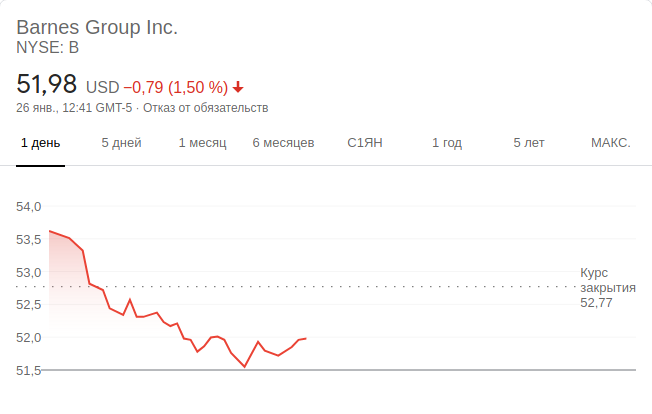 Barnes Group Inc.
NYSE: B
51,98 USD −0,79 (1,50 %)
26 янв., 12:41 GMT-5 · Отказ от обязательств
1 день 5 дней 1 месяц 6 месяцев С1ЯН 1 год 5 лет МАКС.
54,0
53,5
53,0
52,5
52,0
51,5
Курс
закрытия
52,77